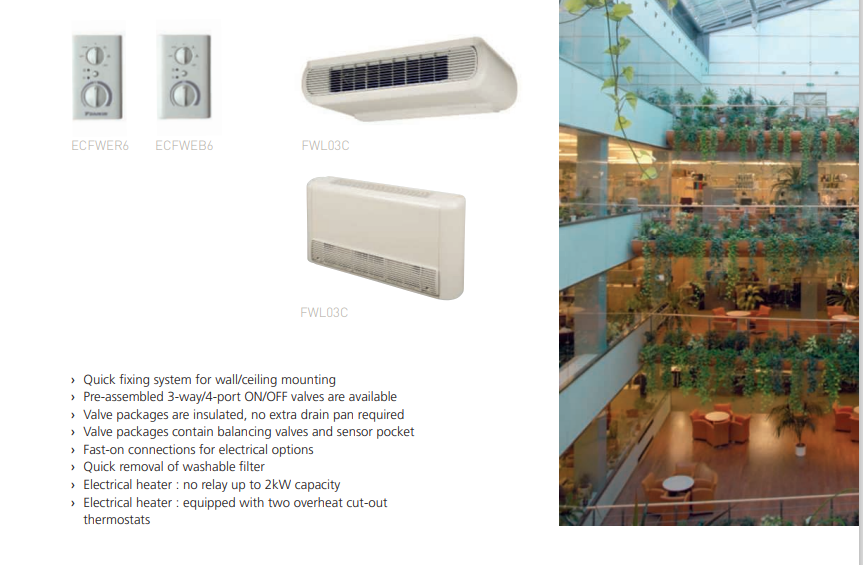 ECFWER6 ECFWEB6 FWL03C
FWL03C
› Quick fixing system for wall/ceiling mounting
› Pre-assembled 3-way/4-port ON/OFF valves are available
› Valve packages are insulated, no extra drain pan required
› Valve packages contain balancing valves and sensor pocket
› Fast-on connections for electrical options
› Quick removal of washable filter
› Electrical heater : no relay up to 2kW capacity
› Electrical heater : equipped with two overheat cut-out
thermostats